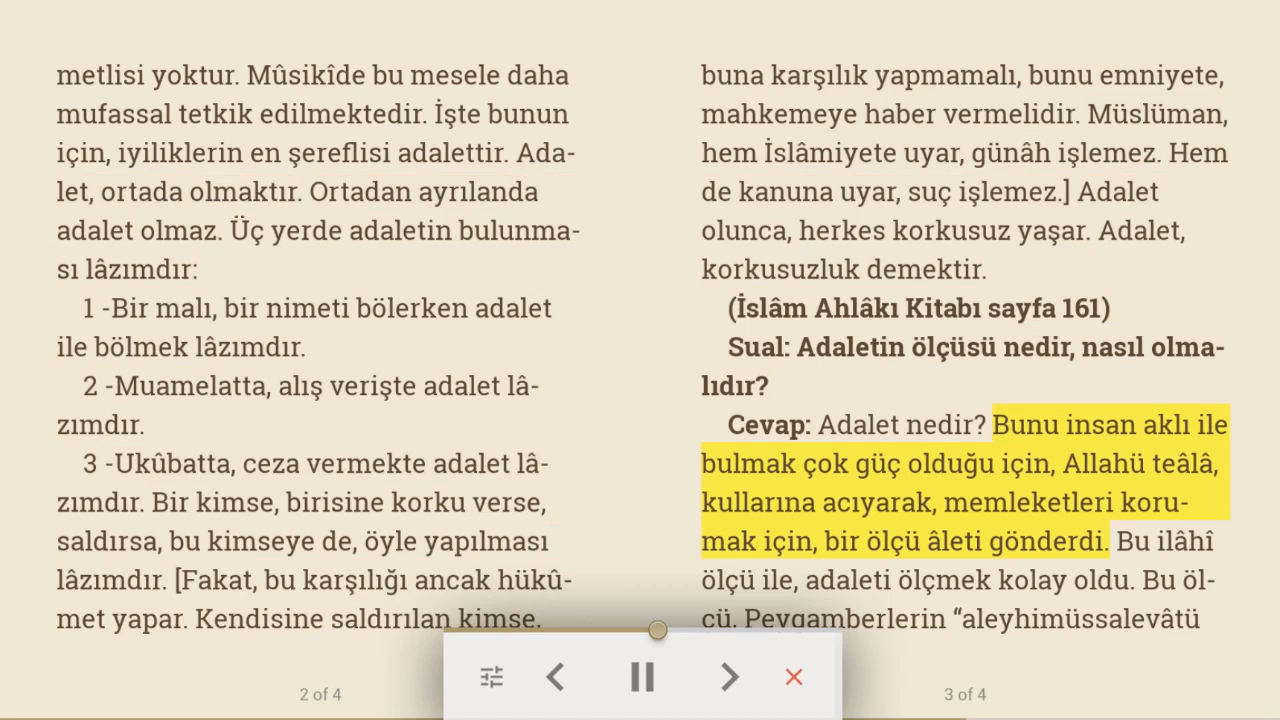 metlisi yoktur. Mûsikîde bu mesele daha
mufassal tetkik edilmektedir. İşte bunun
için, iyiliklerin en şereflisi adalettir. Ada-
let, ortada olmaktır. Ortadan ayrılanda
adalet olmaz. Üç yerde adaletin bulunma-
sı lâzımdır:
1 -Bir malı, bir nimeti bölerken adalet
ile bölmek lâzımdır.
2 -Muamelatta, alış verişte adalet lâ-
zımdır.
3 -Ukûbatta, ceza vermekte adalet lâ-
zımdır. Bir kimse, birisine korku verse,
saldırsa, bu kimseye de, öyle yapılması
lâzımdır. [Fakat, bu karşılığı ancak hükû-
met yapar. Kendisine saldırılan kimse,
2 of 4
buna karşılık yapmamalı, bunu emniyete,
mahkemeye haber vermelidir. Müslüman,
hem İslâmiyete uyar, günâh işlemez. Hem
de kanuna uyar, suç işlemez.] Adalet
olunca, herkes korkusuz yaşar. Adalet,
korkusuzluk demektir.
(İslâm Ahlâkı Kitabı sayfa 161)
Sual: Adaletin ölçüsü nedir, nasıl olma-
lıdır?
Cevap: Adalet nedir? Bunu insan aklı ile
bulmak çok güç olduğu için, Allahü teâlâ,
kullarına acıyarak, memleketleri koru-
mak için, bir ölçü âleti gönderdi. Bu ilâhî
ölçü ile, adaleti ölçmek kolay oldu. Bu öl-
çü, Peygamberlerin “aleyhimüssalevâtü
3 of 4